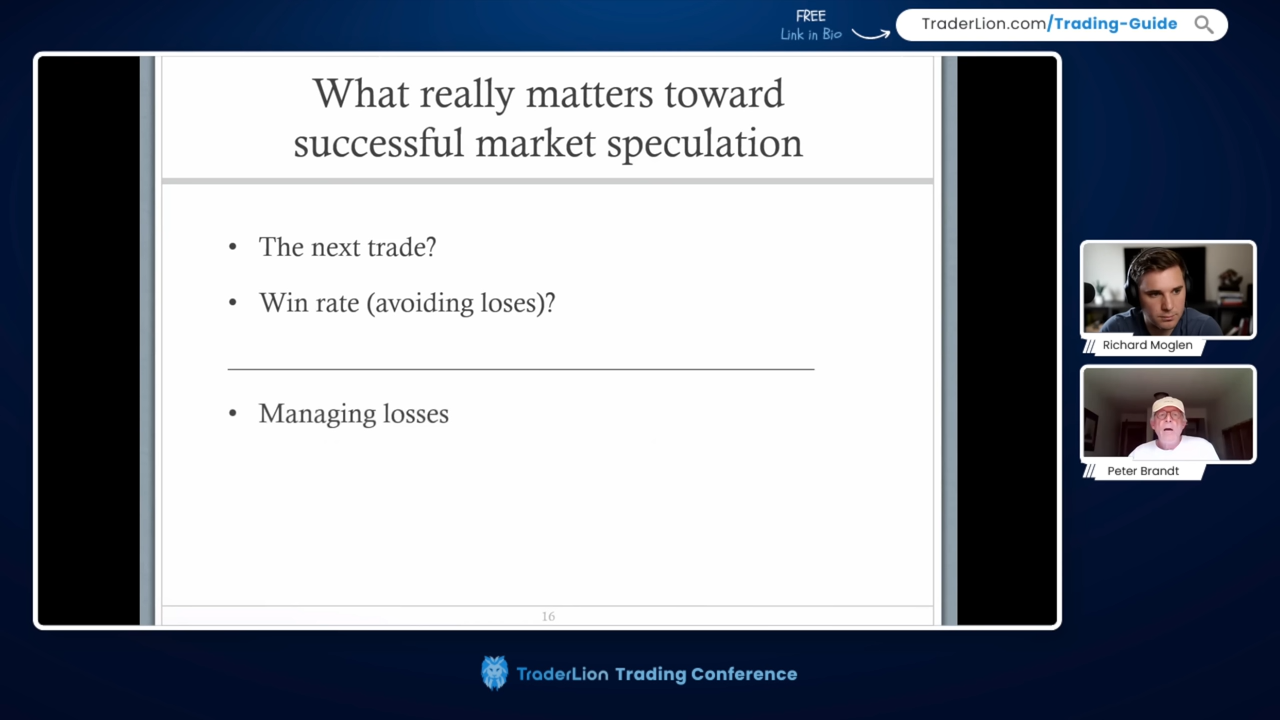 FREE
Link in Bio
TraderLion.com/Trading-Guide
What really matters toward
successful market speculation
• The next trade?
• Win rate (avoiding loses)?
• Managing losses
16
Richard Moglen
Peter Brandt
TraderLion Trading Conference